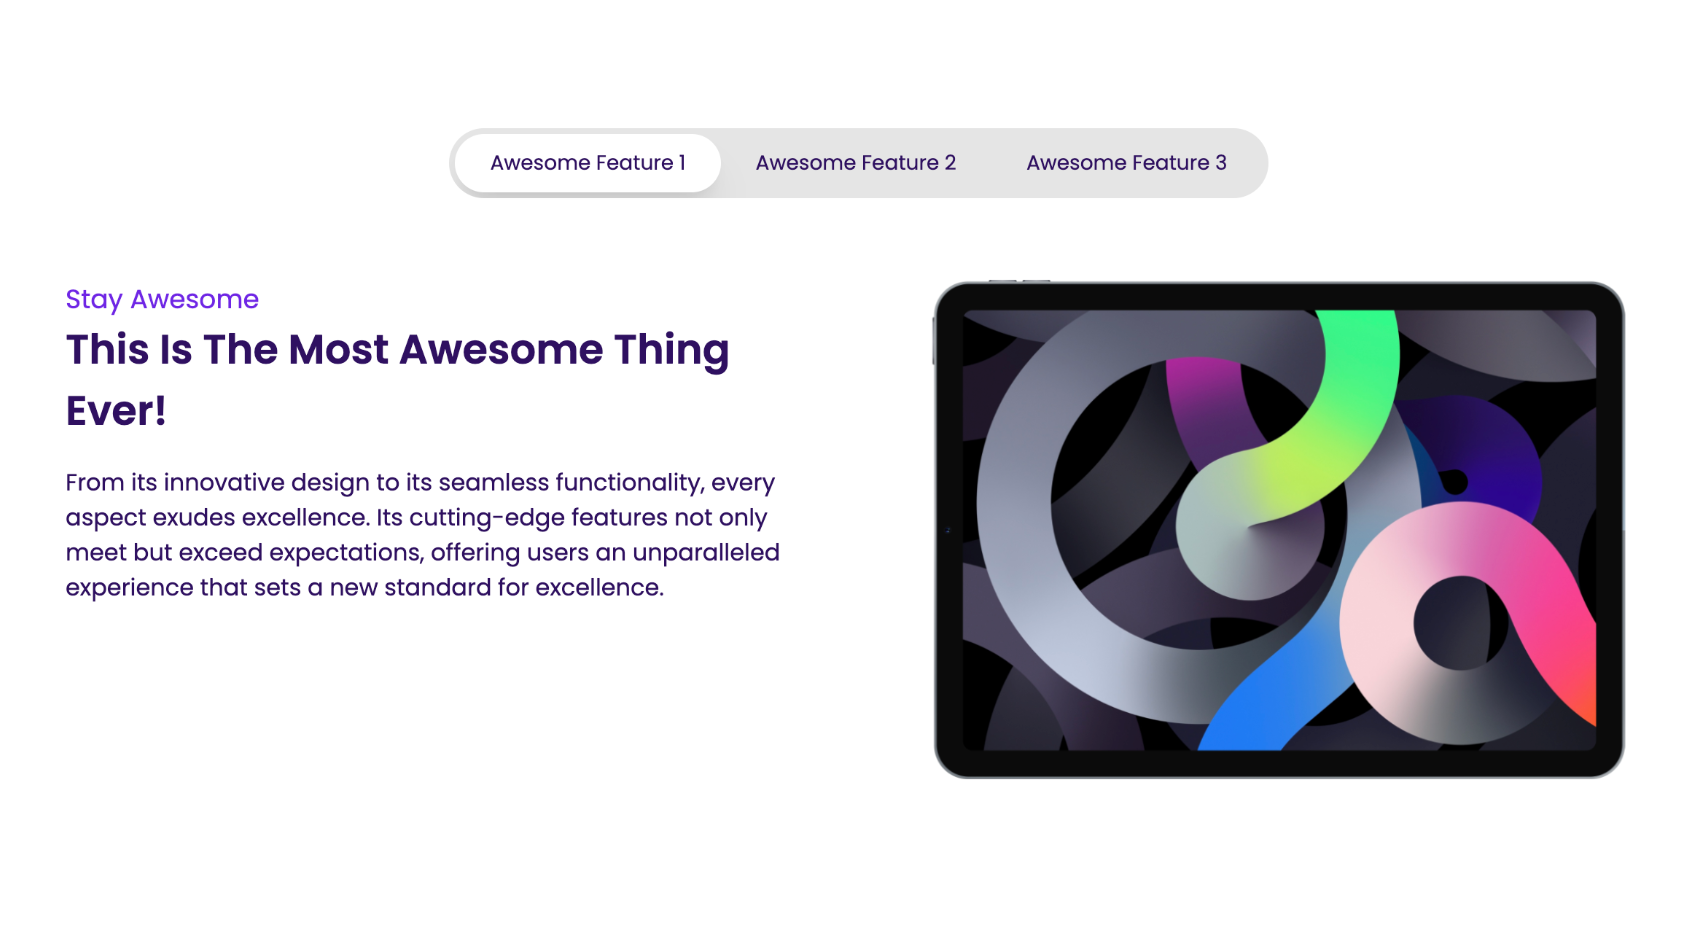 Awesome Feature 1
Awesome Feature 2
Awesome Feature 3
Stay Awesome
This Is The Most Awesome Thing
Ever!
From its innovative design to its seamless functionality, every
aspect exudes excellence. Its cutting-edge features not only
meet but exceed expectations, offering users an unparalleled
experience that sets a new standard for excellence.